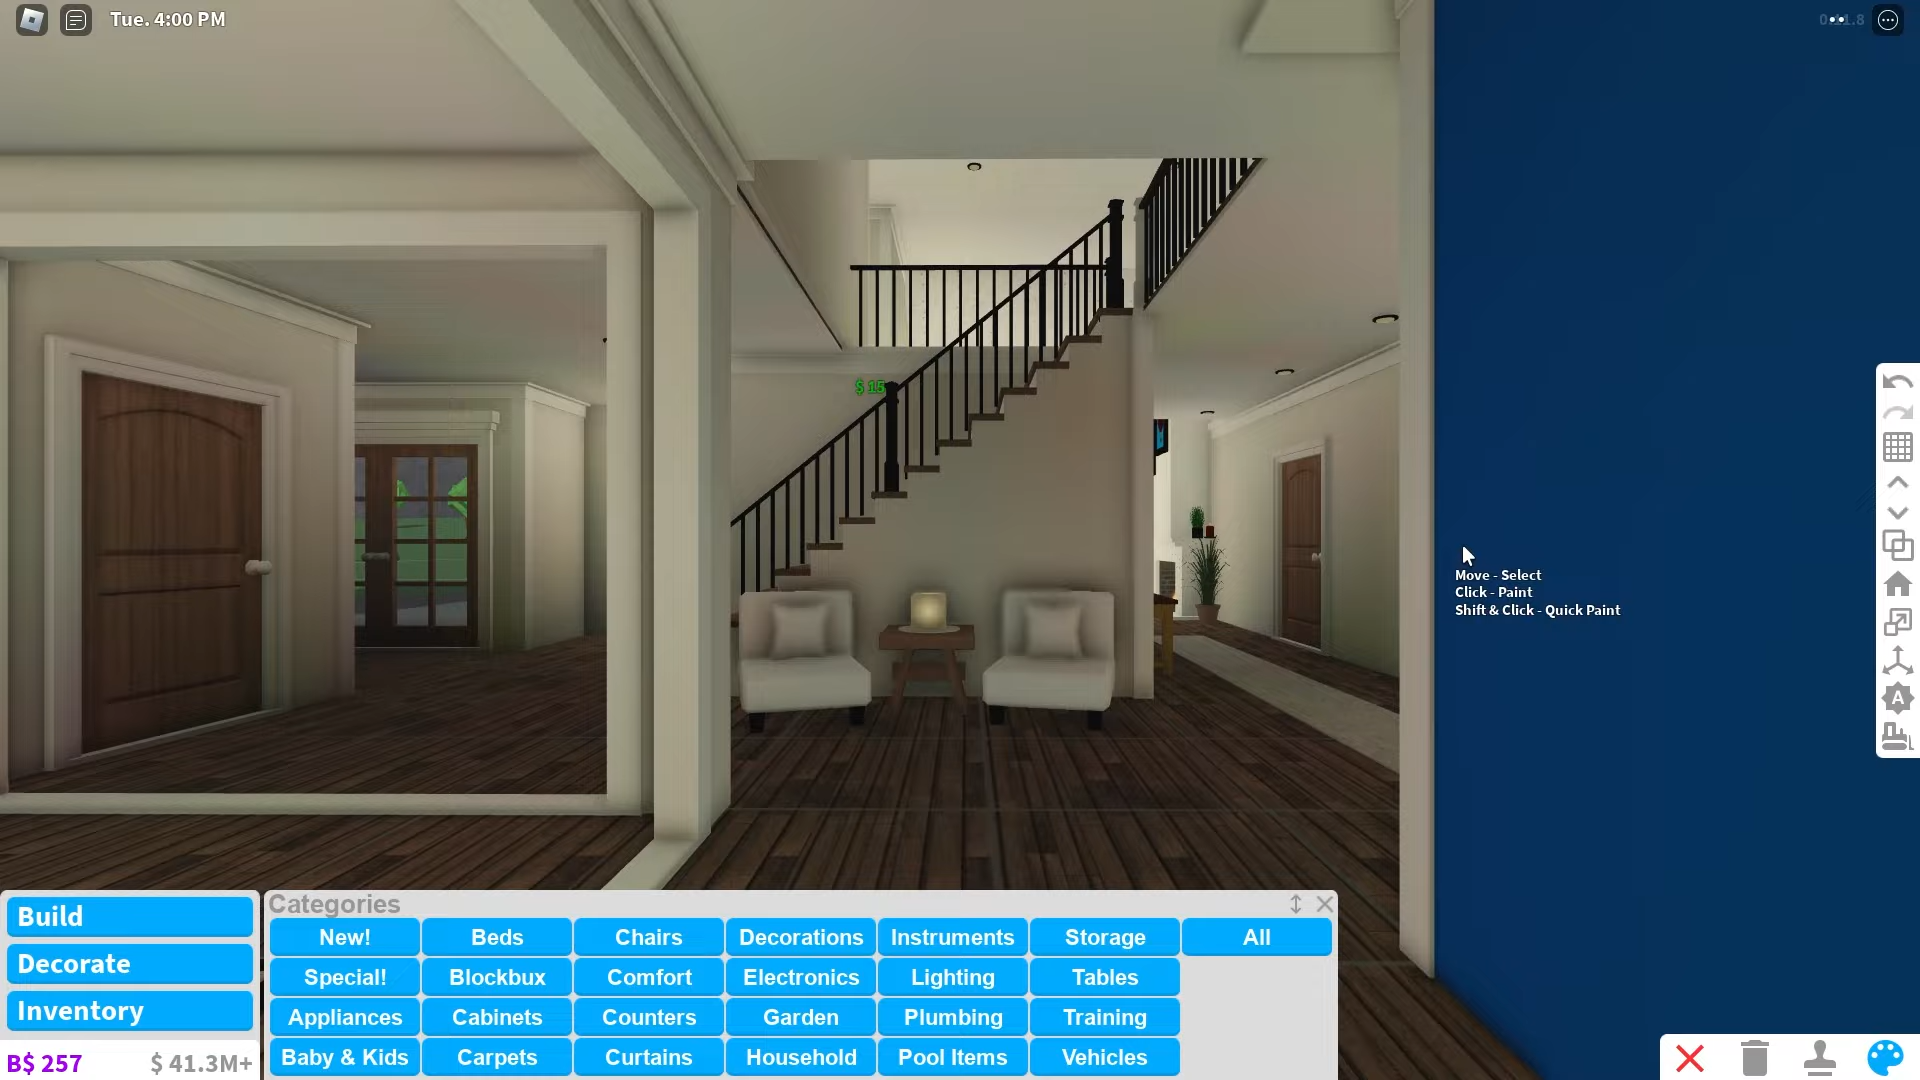 Tue. 4:00 PM
$ 15
Move - Select
Click - Paint
Shift & Click - Quick Paint
A
Build
Decorate
Inventory
B$ 257 $ 41.3M+
Categories
New! Beds Chairs Decorations Instruments Storage All
Special! Blockbux Comfort Electronics Lighting Tables
Appliances Cabinets Counters Garden Plumbing Training
Baby & Kids Carpets Curtains Household Pool Items Vehicles